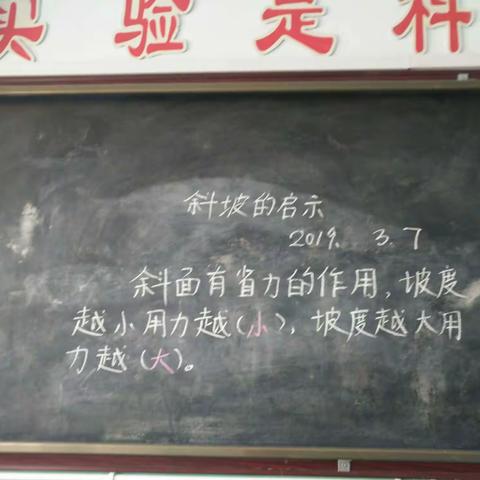 实验是科
斜坡的启示
2019. 3.7
斜面有省力的作用,坡度
越小用力越(小),坡度越大用
力越(大)。